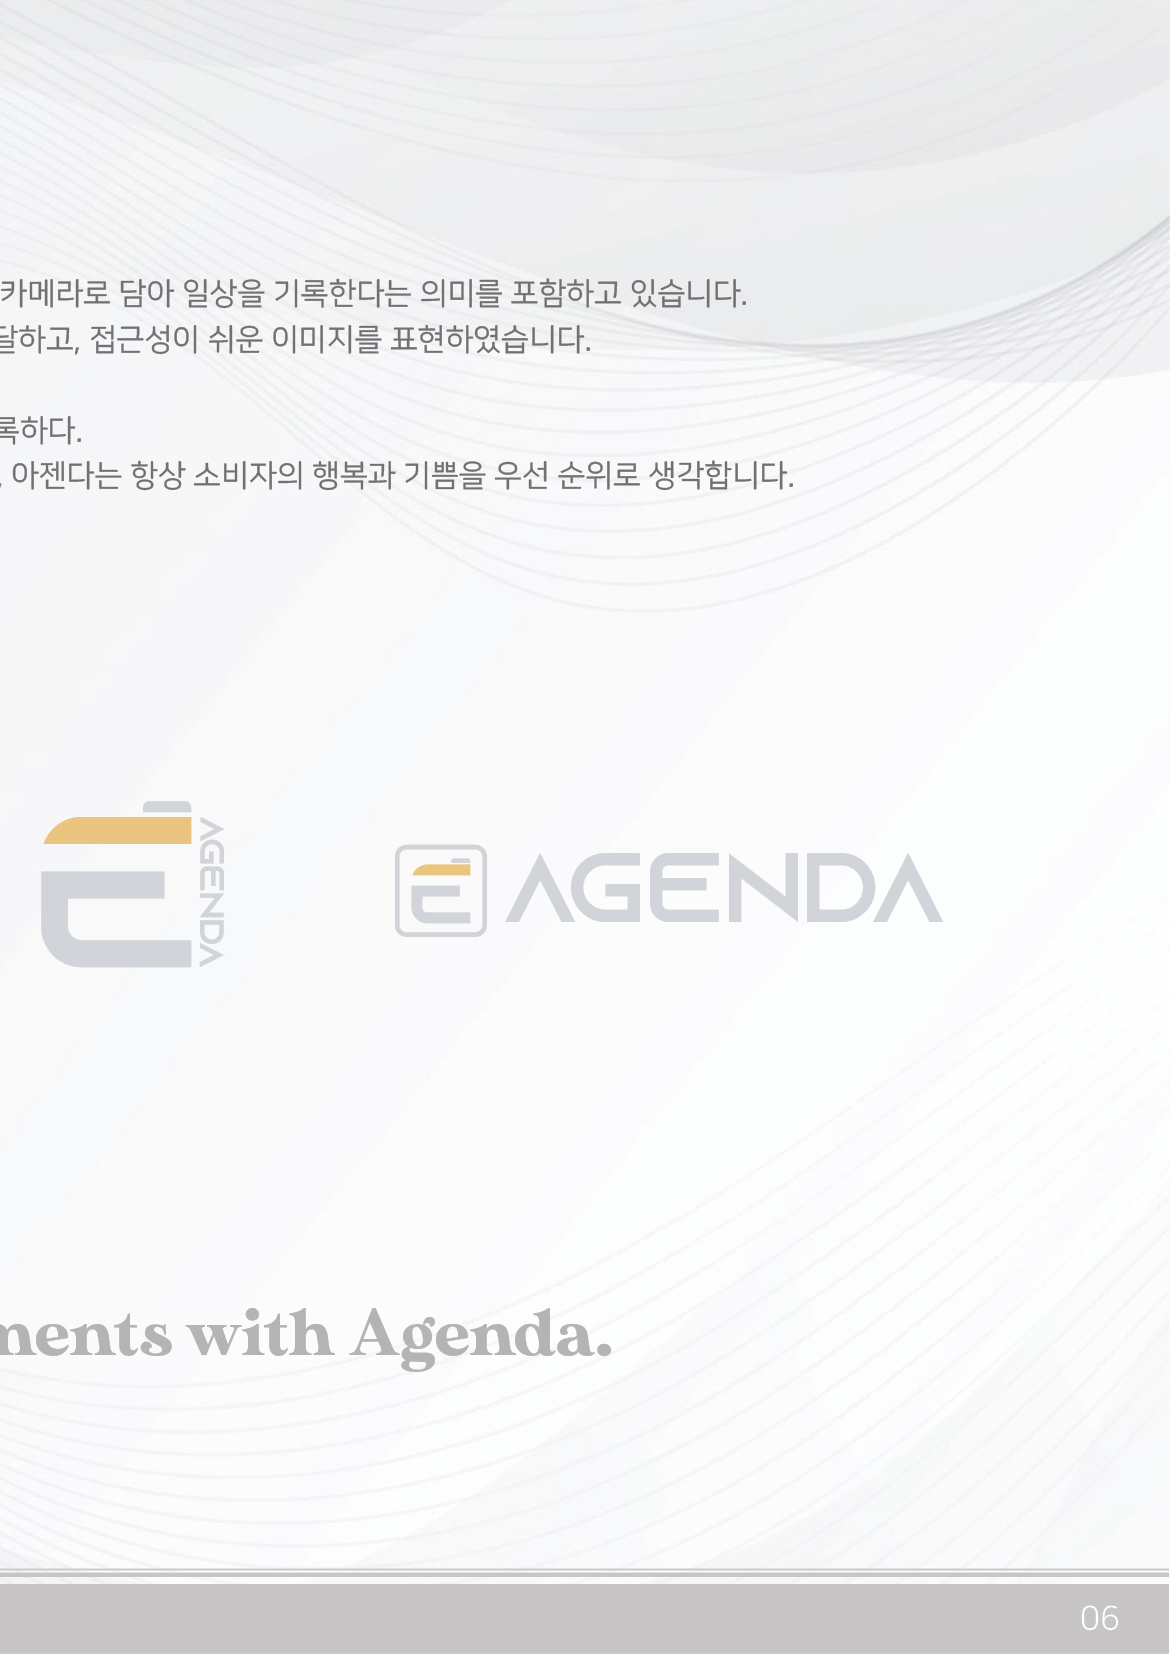 카메라로 담아 일상을 기록한다는 의미를 포함하고 있습니다.
달하고, 접근성이 쉬운 이미지를 표현하였습니다.
록하다.
, 아젠다는 항상 소비자의 행복과 기쁨을 우선 순위로 생각합니다.
AGENDA
AGENDA
ments with Agenda.
06